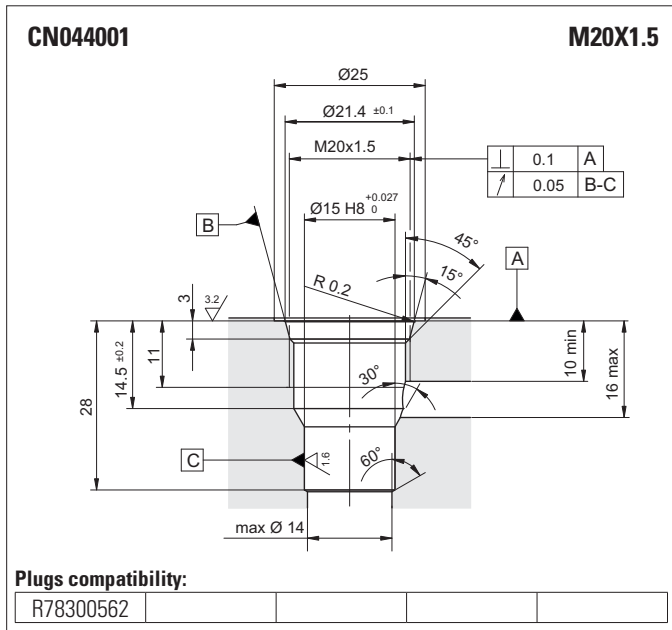 CN044001 M20X1.5
Ø25
Ø21.4 ±0.1
M20x1.5
⊥ 0.1 A
↗ 0.05 B-C
Ø15 H8 +0.027 0
B
45°
15°
R 0.2
A
3
3.2
14.5 ±0.2
11
28
10 min
16 max
30°
C
1.6
60°
max Ø 14
Plugs compatibility:
R78300562